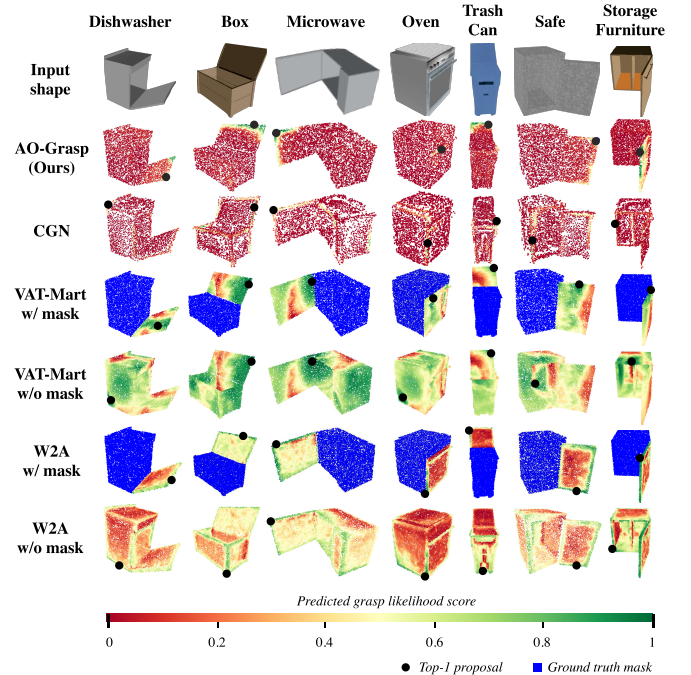 Dishwasher Box Microwave Oven Trash Can Safe Storage Furniture
Input
shape
AO-Grasp
(Ours)
CGN
VAT-Mart
w/ mask
VAT-Mart
w/o mask
W2A
w/ mask
W2A
w/o mask
Predicted grasp likelihood score
0 0.2 0.4 0.6 0.8 1
Top-1 proposal Ground truth mask